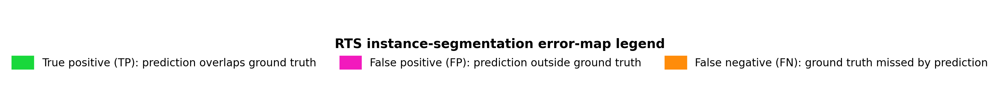 RTS instance-segmentation error-map legend
True positive (TP): prediction overlaps ground truth
False positive (FP): prediction outside ground truth
False negative (FN): ground truth missed by prediction